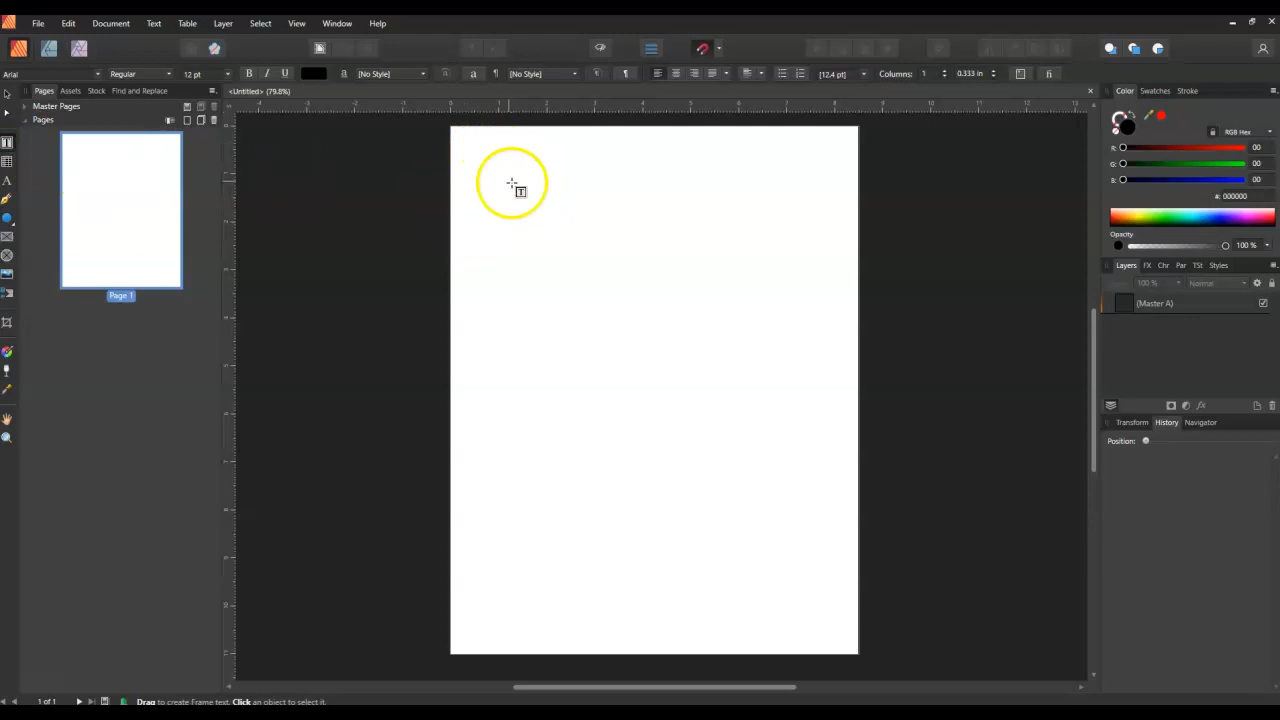 File Edit Document Text Table Layer Select View Window Help
Arial Regular 12 pt B I U a [No Style] a ¶ [No Style] ¶ [12.4 pt] Columns: 1 0.333 in fi
Pages Assets Stock Find and Replace
<Untitled> (79.8%)
Color Swatches Stroke
Master Pages
Pages
Page 1
RGB Hex
R: 00
G: 00
B: 00
#: 000000
Opacity
100 %
Layers FX Chr Par TSt Styles
100 % Normal
(Master A)
fx
Transform History Navigator
Position:
1 of 1 Drag to create Frame text. Click an object to select it.